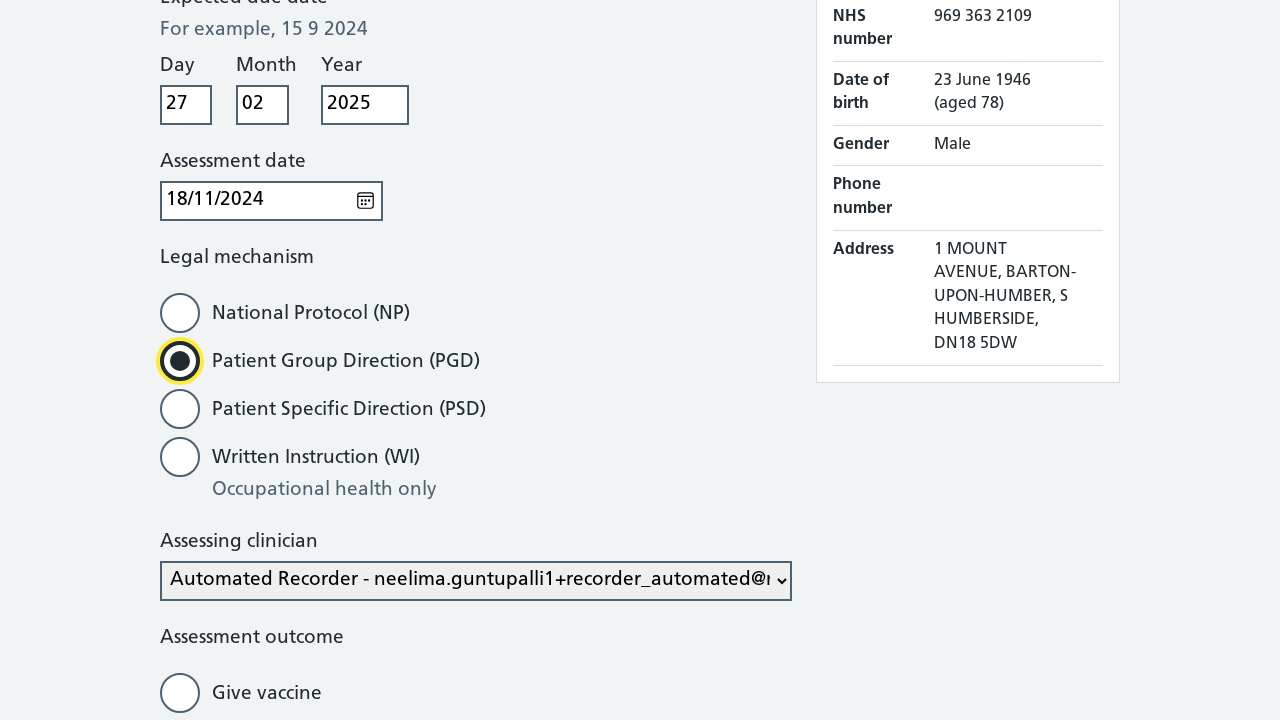 Expected due date
For example, 15 9 2024
Day Month Year
27 02 2025
Assessment date
18/11/2024
Legal mechanism
National Protocol (NP)
Patient Group Direction (PGD)
Patient Specific Direction (PSD)
Written Instruction (WI)
Occupational health only
Assessing clinician
Automated Recorder - neelima.guntupalli1+recorder_automated@
Assessment outcome
Give vaccine
NHS number 969 363 2109
Date of birth 23 June 1946 (aged 78)
Gender Male
Phone number
Address 1 MOUNT
AVENUE, BARTON-
UPON-HUMBER, S
HUMBERSIDE,
DN18 5DW